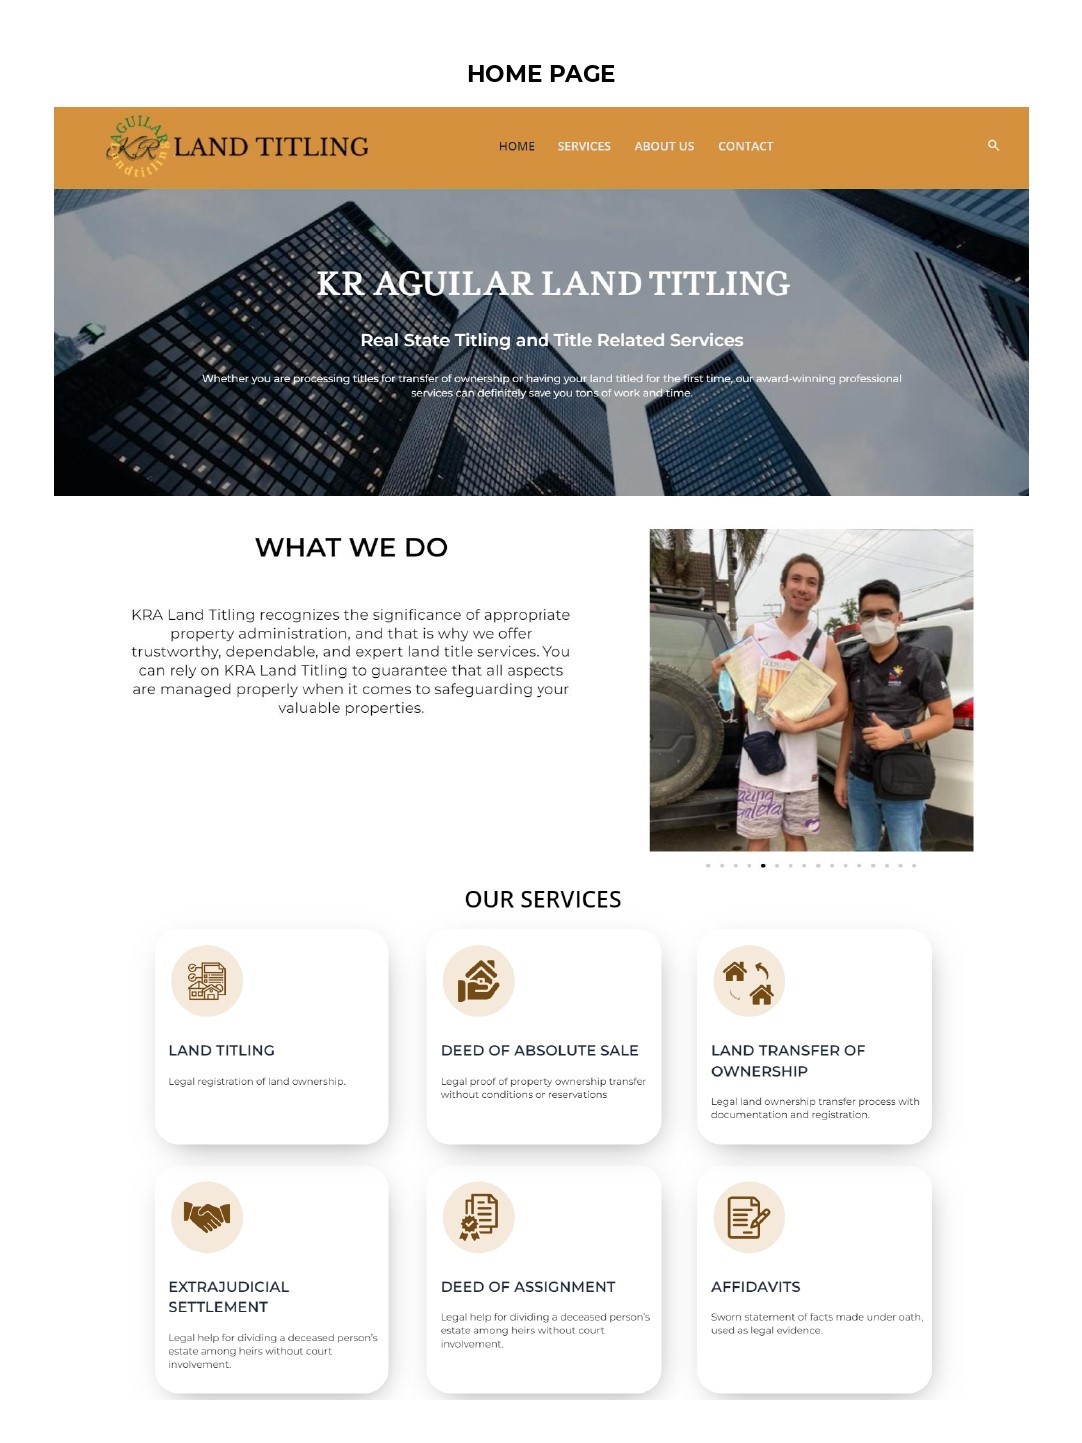 HOME PAGE
AGUILAR
KR
landtitling
LAND TITLING
HOME SERVICES ABOUT US CONTACT
KR AGUILAR LAND TITLING
Real State Titling and Title Related Services
Whether you are processing titles for transfer of ownership or having your land titled for the first time, our award-winning professional
services can definitely save you tons of work and time.
WHAT WE DO
KRA Land Titling recognizes the significance of appropriate
property administration, and that is why we offer
trustworthy, dependable, and expert land title services. You
can rely on KRA Land Titling to guarantee that all aspects
are managed properly when it comes to safeguarding your
valuable properties.
OUR SERVICES
LAND TITLING
Legal registration of land ownership.
DEED OF ABSOLUTE SALE
Legal proof of property ownership transfer
without conditions or reservations
LAND TRANSFER OF
OWNERSHIP
Legal land ownership transfer process with
documentation and registration.
EXTRAJUDICIAL
SETTLEMENT
Legal help for dividing a deceased person's
estate among heirs without court
involvement.
DEED OF ASSIGNMENT
Legal help for dividing a deceased person's
estate among heirs without court
involvement.
AFFIDAVITS
Sworn statement of facts made under oath,
used as legal evidence.